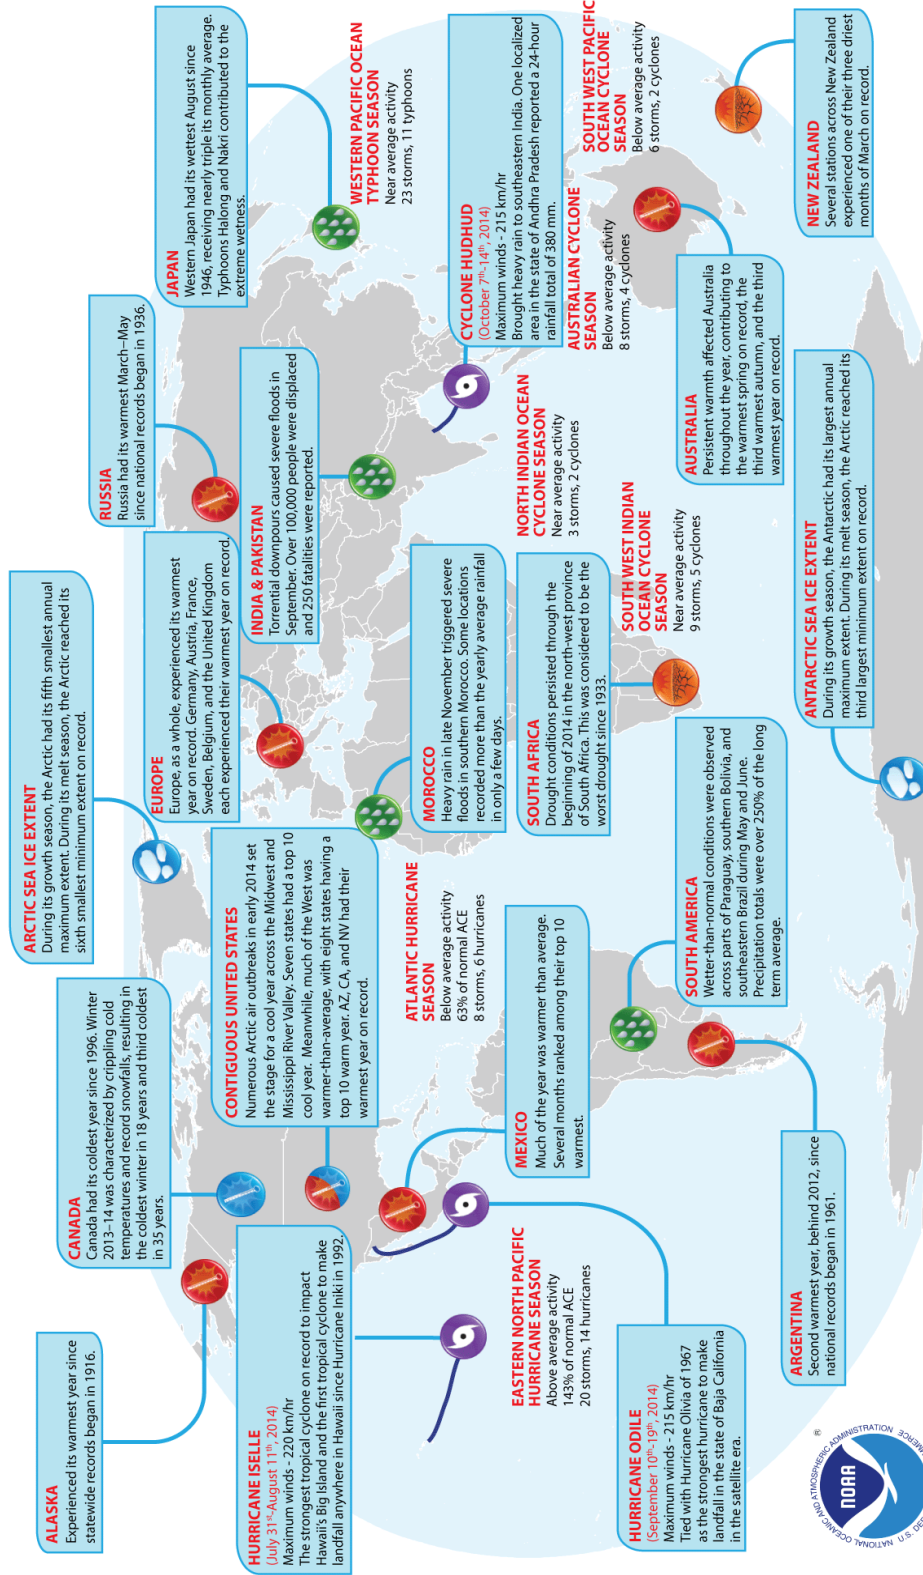 ALASKA
Experienced its warmest year since
statewide records began in 1916.
CANADA
Canada had its coldest year since 1996. Winter
2013–14 was characterized by crippling cold
temperatures and record snowfalls, resulting in
the coldest winter in 18 years and third coldest
in 35 years.
ARCTIC SEA ICE EXTENT
During its growth season, the Arctic had its fifth smallest annual
maximum extent. During its melt season, the Arctic reached its
sixth smallest minimum extent on record.
RUSSIA
Russia had its warmest March–May
since national records began in 1936.
JAPAN
Western Japan had its wettest August since
1946, receiving nearly triple its monthly average.
Typhoons Halong and Nakri contributed to the
extreme wetness.
EUROPE
Europe, as a whole, experienced its warmest
year on record. Germany, Austria, France,
Sweden, Belgium, and the United Kingdom
each experienced their warmest year on record.
CONTIGUOUS UNITED STATES
Numerous Arctic air outbreaks in early 2014 set
the stage for a cool year across the Midwest and
Mississippi River Valley. Seven states had a top 10
cool year. Meanwhile, much of the West was
warmer-than-average, with eight states having a
top 10 warm year. AZ, CA, and NV had their
warmest year on record.
HURRICANE ISELLE
(July 31st-August 11th, 2014)
Maximum winds - 220 km/hr
The strongest tropical cyclone on record to impact
Hawaii's Big Island and the first tropical cyclone to make
landfall anywhere in Hawaii since Hurricane Iniki in 1992.
INDIA & PAKISTAN
Torrential downpours caused severe floods in
September. Over 100,000 people were displaced
and 250 fatalities were reported.
WESTERN PACIFIC OCEAN
TYPHOON SEASON
Near average activity
23 storms, 11 typhoons
ATLANTIC HURRICANE
SEASON
Below average activity
63% of normal ACE
8 storms, 6 hurricanes
MOROCCO
Heavy rain in late November triggered severe
floods in southern Morocco. Some locations
recorded more than the yearly average rainfall
in only a few days.
CYCLONE HUDHUD
(October 7th-14th, 2014)
Maximum winds - 215 km/hr
Brought heavy rain to southeastern India. One localized
area in the state of Andhra Pradesh reported a 24-hour
rainfall total of 380 mm.
EASTERN NORTH PACIFIC
HURRICANE SEASON
Above average activity
143% of normal ACE
20 storms, 14 hurricanes
MEXICO
Much of the year was warmer than average.
Several months ranked among their top 10
warmest.
SOUTH AFRICA
Drought conditions persisted through the
beginning of 2014 in the north-west province
of South Africa. This was considered to be the
worst drought since 1933.
NORTH INDIAN OCEAN
CYCLONE SEASON
Near average activity
3 storms, 2 cyclones
AUSTRALIAN CYCLONE
SEASON
Below average activity
8 storms, 4 cyclones
SOUTH WEST PACIFIC
OCEAN CYCLONE
SEASON
Below average activity
6 storms, 2 cyclones
HURRICANE ODILE
(September 10th-19th, 2014)
Maximum winds - 215 km/hr
Tied with Hurricane Olivia of 1967
as the strongest hurricane to make
landfall in the state of Baja California
in the satellite era.
SOUTH WEST INDIAN
OCEAN CYCLONE
SEASON
Near average activity
9 storms, 5 cyclones
SOUTH AMERICA
Wetter-than-normal conditions were observed
across parts of Paraguay, southern Bolivia, and
southeastern Brazil during May and June.
Precipitation totals were over 250% of the long
term average.
AUSTRALIA
Persistent warmth affected Australia
throughout the year, contributing to
the warmest spring on record, the
third warmest autumn, and the third
warmest year on record.
ARGENTINA
Second warmest year, behind 2012, since
national records began in 1961.
ANTARCTIC SEA ICE EXTENT
During its growth season, the Antarctic had its largest annual
maximum extent. During its melt season, the Arctic reached its
third largest minimum extent on record.
NEW ZEALAND
Several stations across New Zealand
experienced one of their three driest
months of March on record.
NATIONAL OCEANIC AND ATMOSPHERIC ADMINISTRATION
®
NOAA
U.S.